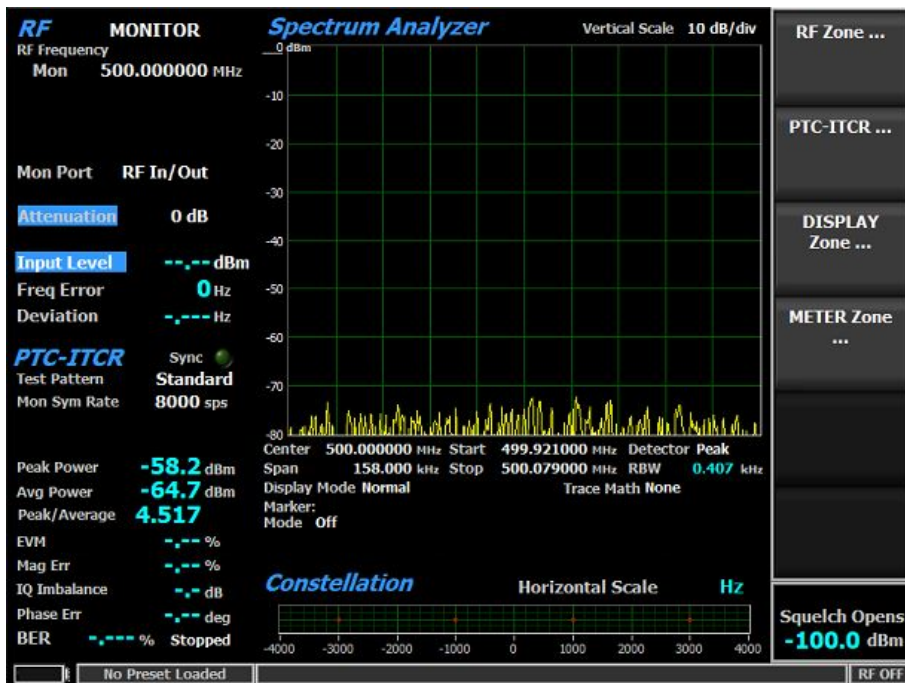 RF MONITOR
RF Frequency
Mon 500.000000 MHz
Mon Port RF In/Out
Attenuation 0 dB
Input Level --.-- dBm
Freq Error 0 Hz
Deviation -.--- Hz
PTC-ITCR Sync
Test Pattern Standard
Mon Sym Rate 8000 sps
Peak Power -58.2 dBm
Avg Power -64.7 dBm
Peak/Average 4.517
EVM -.-- %
Mag Err -.-- %
IQ Imbalance -.- dB
Phase Err -.-- deg
BER -.--- % Stopped
Spectrum Analyzer Vertical Scale 10 dB/div
0 dBm
-10
-20
-30
-40
-50
-60
-70
-80
Center 500.000000 MHz Start 499.921000 MHz Detector Peak
Span 158.000 kHz Stop 500.079000 MHz RBW 0.407 kHz
Display Mode Normal Trace Math None
Marker:
Mode Off
Constellation Horizontal Scale Hz
-4000 -3000 -2000 -1000 0 1000 2000 3000 4000
RF Zone ...
PTC-ITCR ...
DISPLAY
Zone ...
METER Zone
...
Squelch Opens
-100.0 dBm
No Preset Loaded
RF OFF